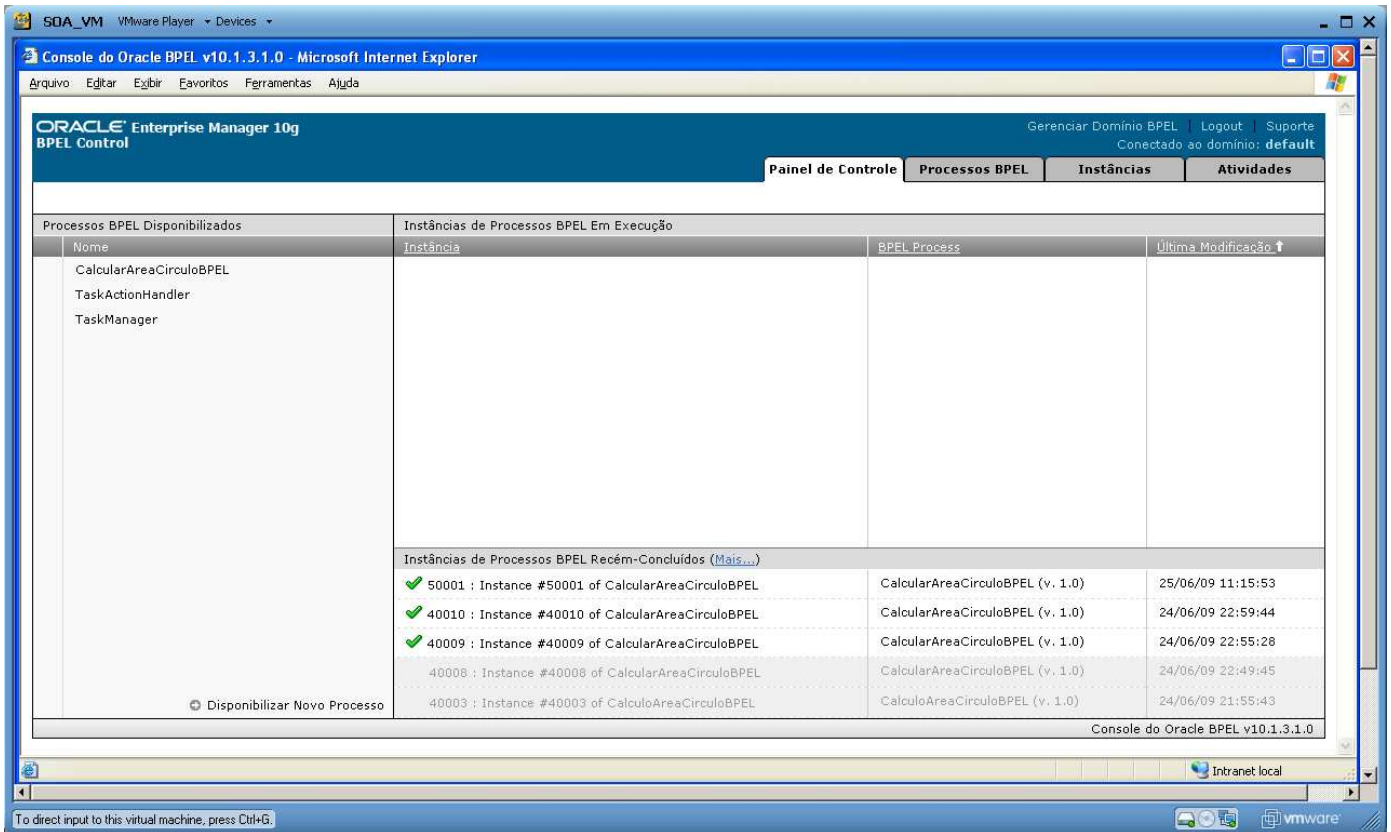 SOA_VM VMware Player Devices
Console do Oracle BPEL v10.1.3.1.0 - Microsoft Internet Explorer
Arquivo Editar Exibir Favoritos Ferramentas Ajuda
ORACLE Enterprise Manager 10g
BPEL Control
Gerenciar Domínio BPEL | Logout | Suporte
Conectado ao domínio: default
Painel de Controle Processos BPEL Instâncias Atividades
Processos BPEL Disponibilizados Instâncias de Processos BPEL Em Execução
Nome Instância BPEL Process Última Modificação
CalcularAreaCirculoBPEL
TaskActionHandler
TaskManager
Instâncias de Processos BPEL Recém-Concluídos (Mais...)
50001 : Instance #50001 of CalcularAreaCirculoBPEL CalcularAreaCirculoBPEL (v. 1.0) 25/06/09 11:15:53
40010 : Instance #40010 of CalcularAreaCirculoBPEL CalcularAreaCirculoBPEL (v. 1.0) 24/06/09 22:59:44
40009 : Instance #40009 of CalcularAreaCirculoBPEL CalcularAreaCirculoBPEL (v. 1.0) 24/06/09 22:55:28
40008 : Instance #40008 of CalcularAreaCirculoBPEL CalcularAreaCirculoBPEL (v. 1.0) 24/06/09 22:49:45
40003 : Instance #40003 of CalculoAreaCirculoBPEL CalculoAreaCirculoBPEL (v. 1.0) 24/06/09 21:55:43
Disponibilizar Novo Processo
Console do Oracle BPEL v10.1.3.1.0
Intranet local
To direct input to this virtual machine, press Ctrl+G.
vmware